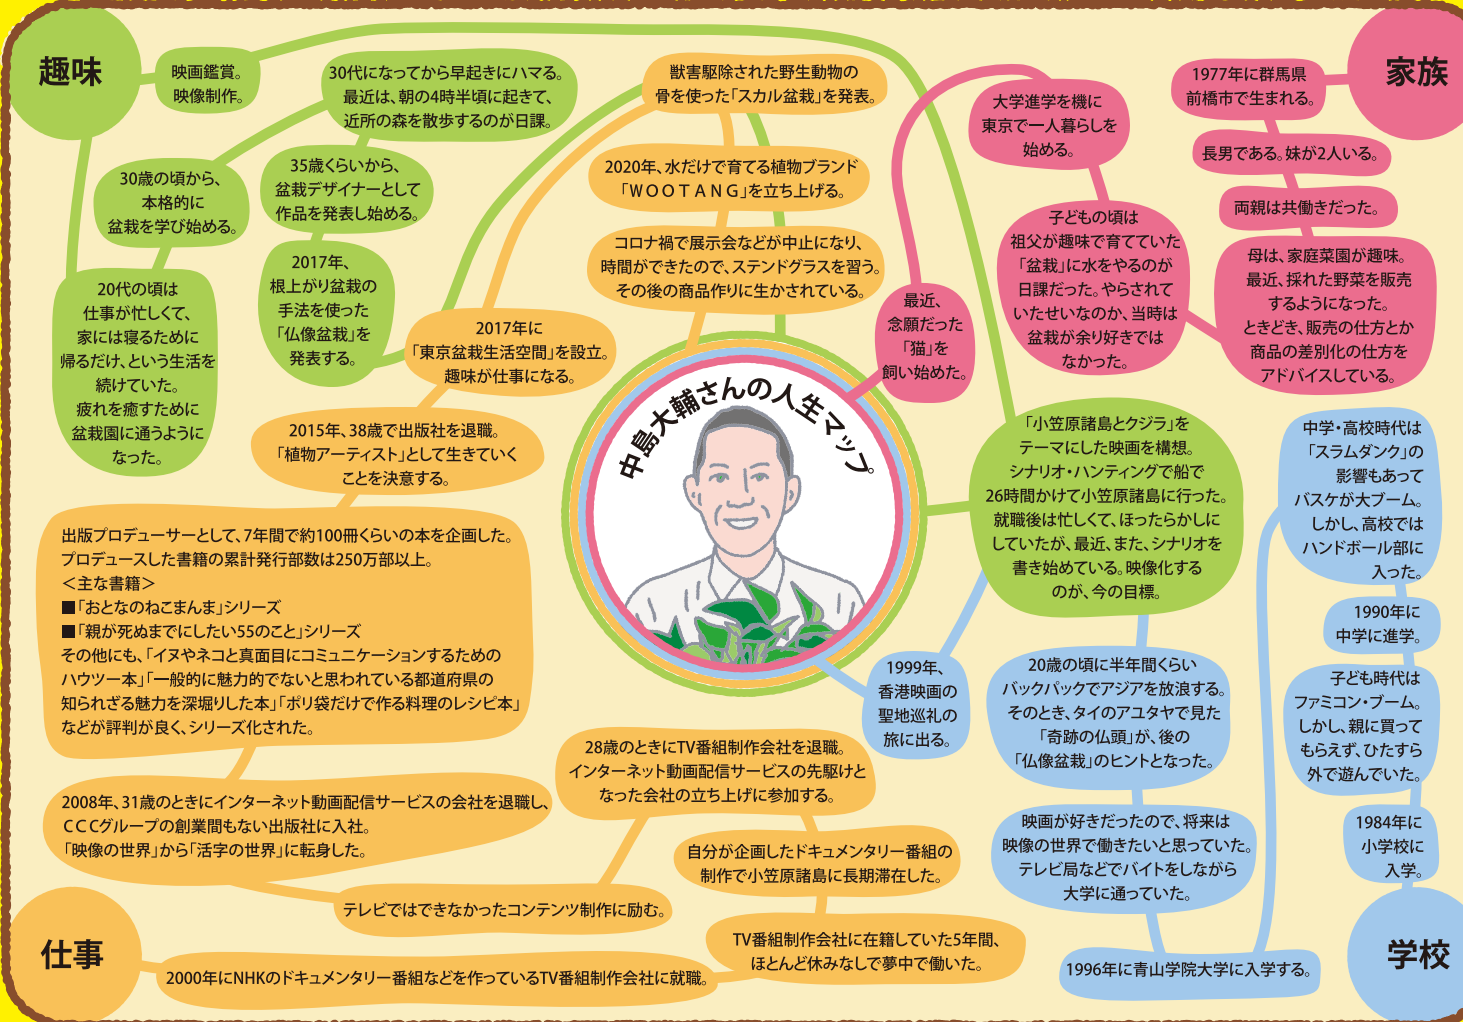 中島大輔さんの人生マップ
趣味
映画鑑賞。
映像制作。
20代の頃は
仕事が忙しくて、
家には寝るために
帰るだけ、という生活を
続けていた。
疲れを癒すために
盆栽園に通うように
なった。
30歳の頃から、
本格的に
盆栽を学び始める。
30代になってから早起きにハマる。
最近は、朝の4時半頃に起きて、
近所の森を散歩するのが日課。
35歳くらいから、
盆栽デザイナーとして
作品を発表し始める。
2017年、
根上がり盆栽の
手法を使った
「仏像盆栽」を
発表する。
「小笠原諸島とクジラ」を
テーマにした映画を構想。
シナリオ・ハンティングで船で
26時間かけて小笠原諸島に行った。
就職後は忙しくて、ほったらかしに
していたが、最近、また、シナリオを
書き始めている。映像化する
のが、今の目標。
家族
1977年に群馬県
前橋市で生まれる。
長男である。妹が2人いる。
両親は共働きだった。
母は、家庭菜園が趣味。
最近、採れた野菜を販売
するようになった。
ときどき、販売の仕方とか
商品の差別化の仕方を
アドバイスしている。
子どもの頃は
祖父が趣味で育てていた
「盆栽」に水をやるのが
日課だった。やらされて
いたせいなのか、当時は
盆栽が余り好きでは
なかった。
大学進学を機に
東京で一人暮らしを
始める。
最近、
念願だった
「猫」を
飼い始めた。
学校
1984年に
小学校に
入学。
子ども時代は
ファミコン・ブーム。
しかし、親に買って
もらえず、ひたすら
外で遊んでいた。
1990年に
中学に進学。
中学・高校時代は
「スラムダンク」の
影響もあって
バスケが大ブーム。
しかし、高校では
ハンドボール部に
入った。
1996年に青山学院大学に入学する。
映画が好きだったので、将来は
映像の世界で働きたいと思っていた。
テレビ局などでバイトをしながら
大学に通っていた。
20歳の頃に半年間くらい
バックパックでアジアを放浪する。
そのとき、タイのアユタヤで見た
「奇跡の仏頭」が、後の
「仏像盆栽」のヒントとなった。
1999年、
香港映画の
聖地巡礼の
旅に出る。
仕事
2000年にNHKのドキュメンタリー番組などを作っているTV番組制作会社に就職。
TV番組制作会社に在籍していた5年間、
ほとんど休みなしで夢中で働いた。
自分が企画したドキュメンタリー番組の
制作で小笠原諸島に長期滞在した。
28歳のときにTV番組制作会社を退職。
インターネット動画配信サービスの先駆けと
なった会社の立ち上げに参加する。
テレビではできなかったコンテンツ制作に励む。
2008年、31歳のときにインターネット動画配信サービスの会社を退職し、
CCCグループの創業間もない出版社に入社。
「映像の世界」から「活字の世界」に転身した。
出版プロデューサーとして、7年間で約100冊くらいの本を企画した。
プロデュースした書籍の累計発行部数は250万部以上。
＜主な書籍＞
■「おとなのねこまんま」シリーズ
■「親が死ぬまでにしたい55のこと」シリーズ
その他にも、「イヌやネコと真面目にコミュニケーションするための
ハウツー本」「一般的に魅力的でないと思われている都道府県の
知られざる魅力を深堀りした本」「ポリ袋だけで作る料理のレシピ本」
などが評判が良く、シリーズ化された。
2015年、38歳で出版社を退職。
「植物アーティスト」として生きていく
ことを決意する。
2017年に
「東京盆栽生活空間」を設立。
趣味が仕事になる。
獣害駆除された野生動物の
骨を使った「スカル盆栽」を発表。
2020年、水だけで育てる植物ブランド
「ＷＯＯＴＡＮＧ」を立ち上げる。
コロナ禍で展示会などが中止になり、
時間ができたので、ステンドグラスを習う。
その後の商品作りに生かされている。